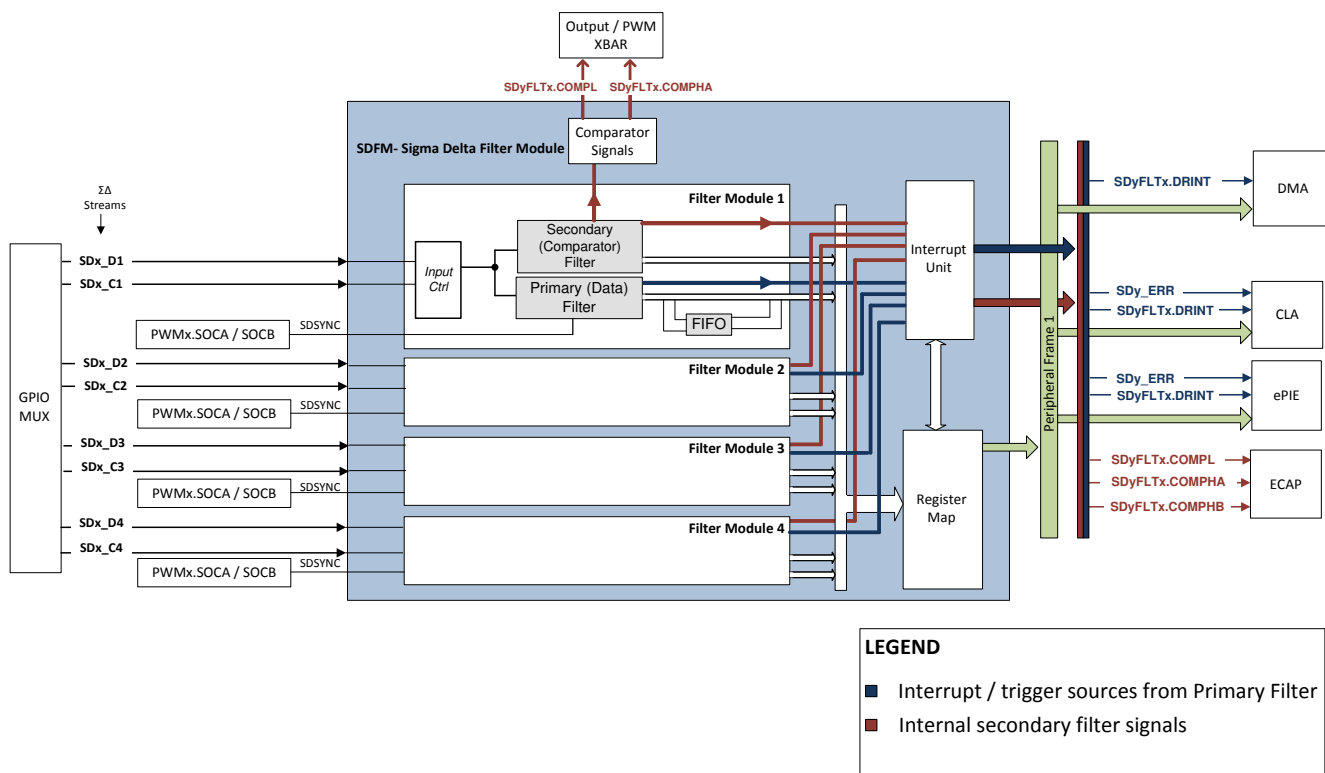 Output / PWM
XBAR
SDyFLTx.COMPL
SDyFLTx.COMPHA
SDFM- Sigma Delta Filter Module
Comparator
Signals
ΣΔ
Streams
GPIO
MUX
SDx_D1
SDx_C1
PWMx.SOCA / SOCB
SDSYNC
SDx_D2
SDx_C2
PWMx.SOCA / SOCB
SDSYNC
SDx_D3
SDx_C3
PWMx.SOCA / SOCB
SDSYNC
SDx_D4
SDx_C4
PWMx.SOCA / SOCB
SDSYNC
Filter Module 1
Input
Ctrl
Secondary
(Comparator)
Filter
Primary (Data)
Filter
FIFO
Filter Module 2
Filter Module 3
Filter Module 4
Interrupt
Unit
Register
Map
Peripheral Frame 1
SDyFLTx.DRINT
DMA
SDy_ERR
SDyFLTx.DRINT
CLA
SDy_ERR
SDyFLTx.DRINT
ePIE
SDyFLTx.COMPL
SDyFLTx.COMPHA
SDyFLTx.COMPHB
ECAP
LEGEND
Interrupt / trigger sources from Primary Filter
Internal secondary filter signals